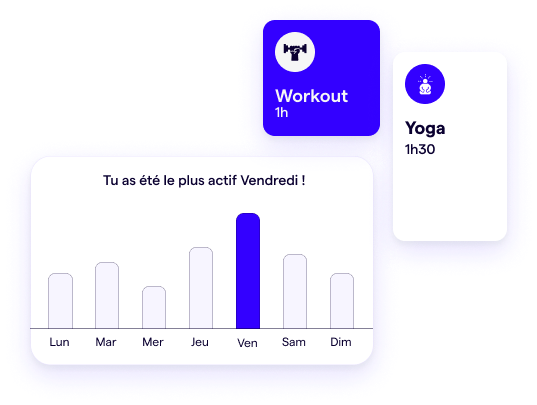 Workout
1h
Yoga
1h30
Tu as été le plus actif Vendredi !
Lun Mar Mer Jeu Ven Sam Dim